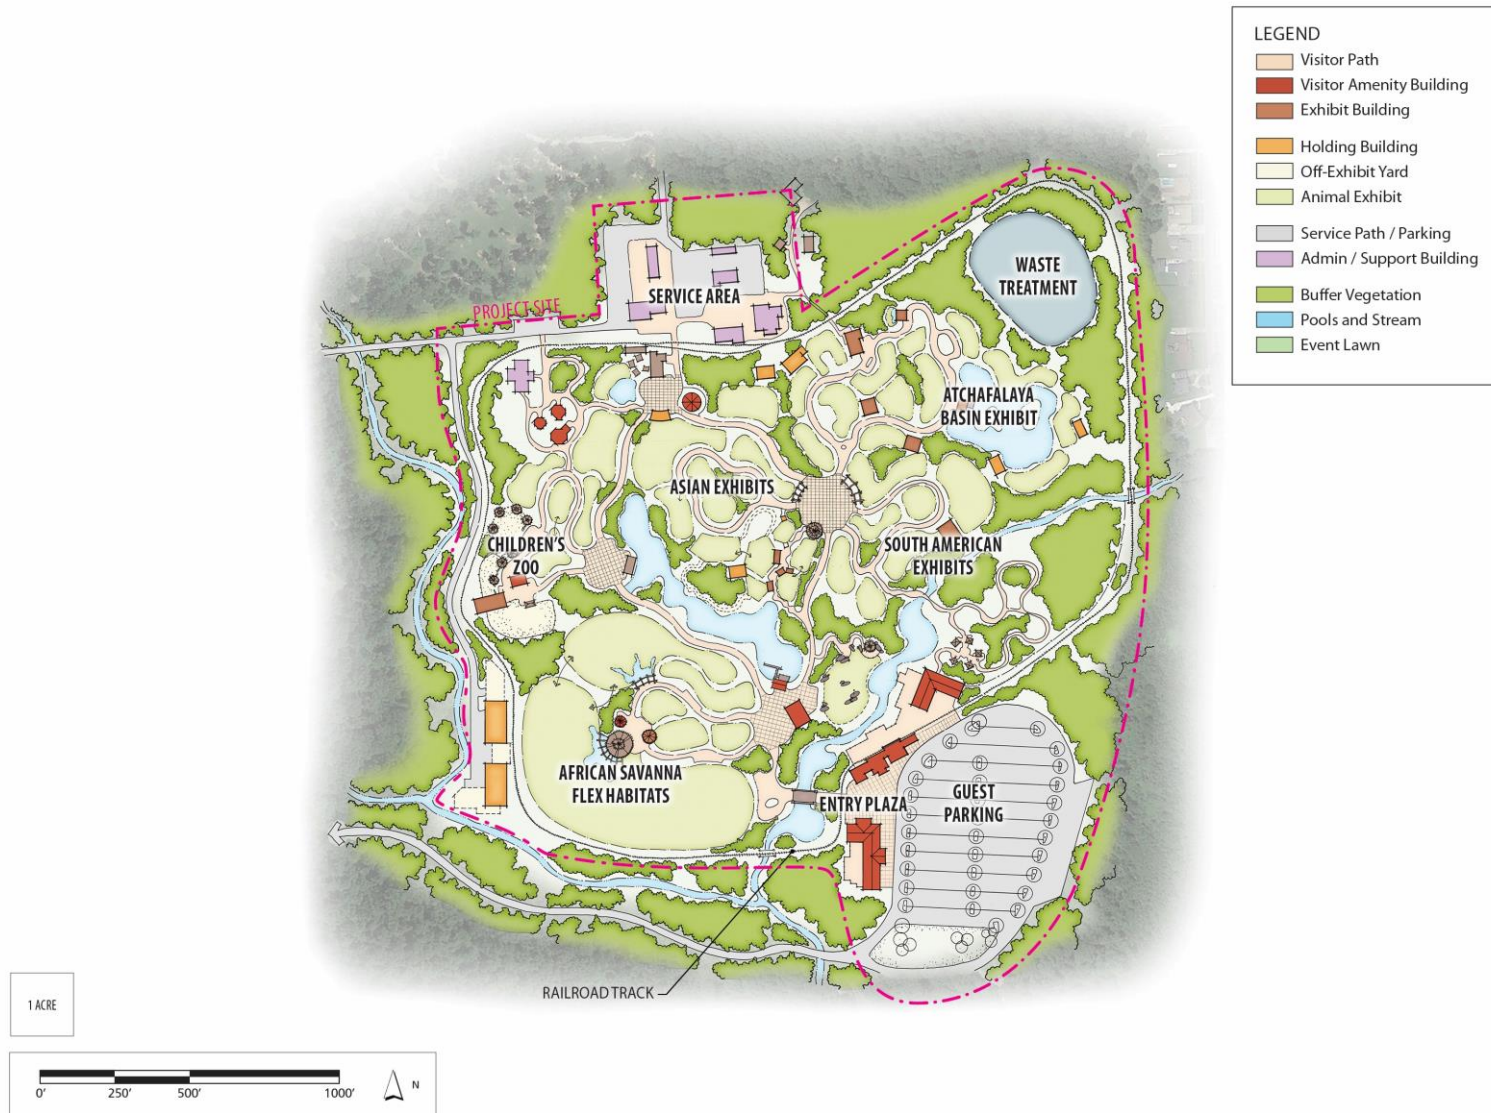 LEGEND
Visitor Path
Visitor Amenity Building
Exhibit Building
Holding Building
Off-Exhibit Yard
Animal Exhibit
Service Path / Parking
Admin / Support Building
Buffer Vegetation
Pools and Stream
Event Lawn
WASTE
TREATMENT
SERVICE AREA
PROJECT SITE
ATCHAFALAYA
BASIN EXHIBIT
ASIAN EXHIBITS
CHILDREN'S
ZOO
SOUTH AMERICAN
EXHIBITS
AFRICAN SAVANNA
FLEX HABITATS
ENTRY PLAZA
GUEST
PARKING
RAILROAD TRACK
1 ACRE
0' 250' 500' 1000'
N